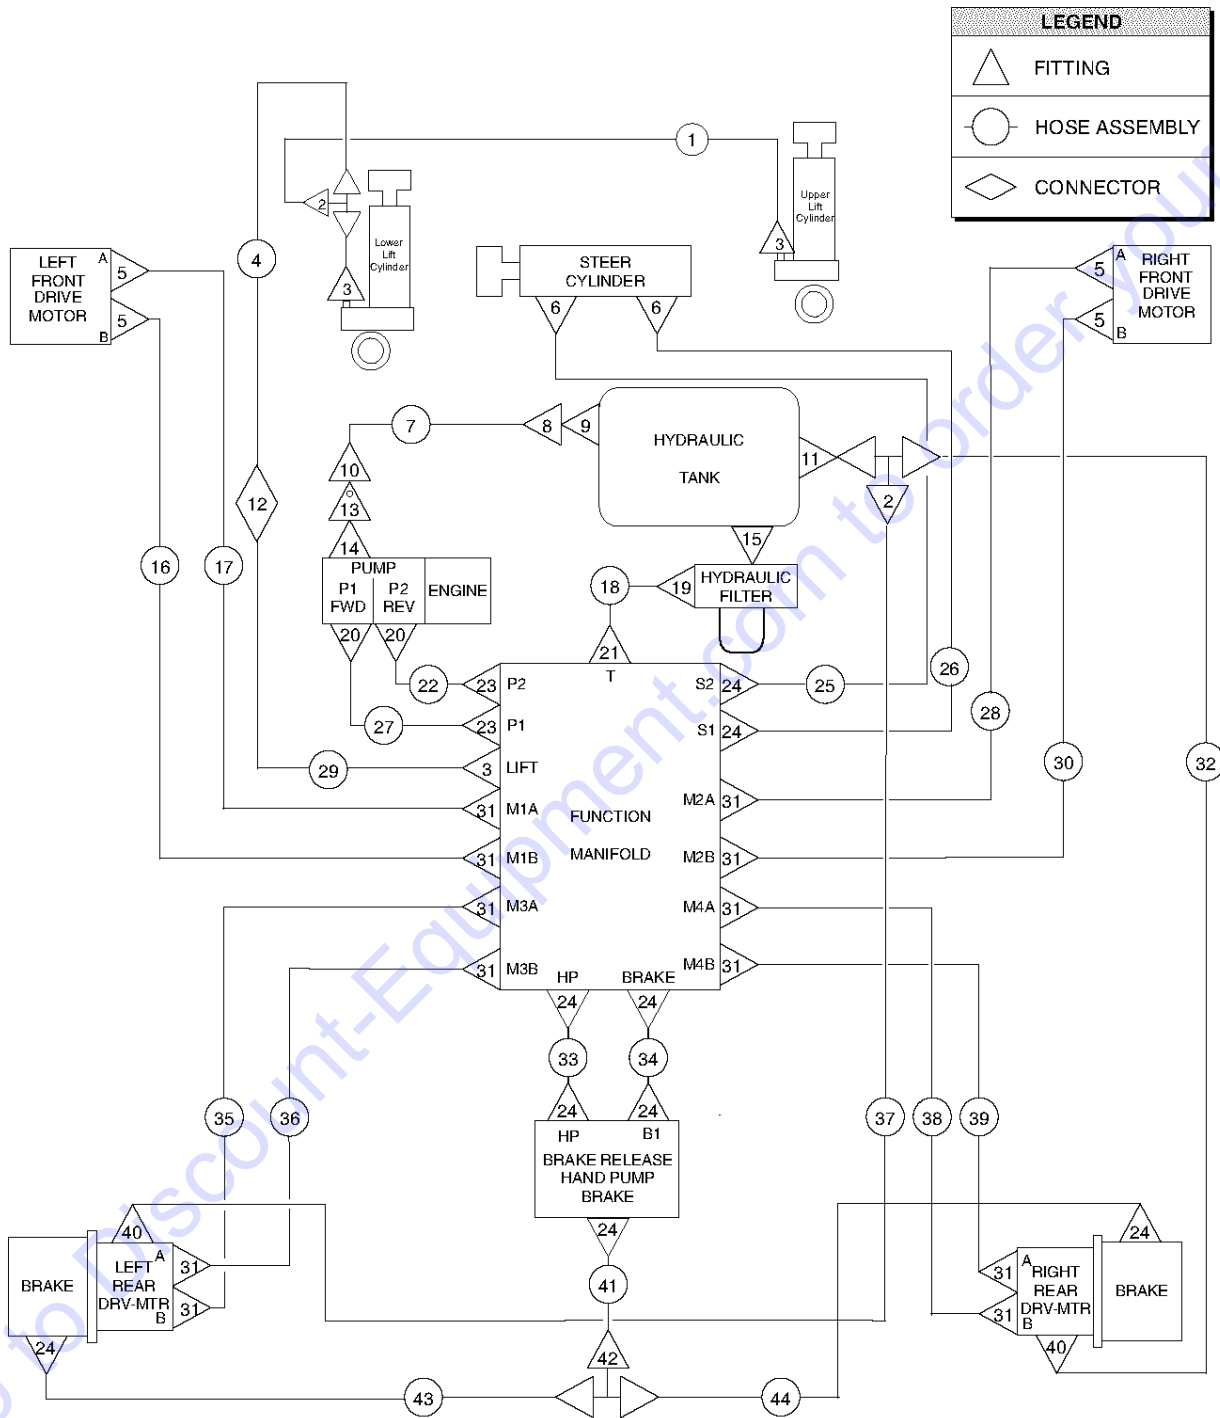 LEGEND
FITTING
HOSE ASSEMBLY
CONNECTOR
1
2
Lower
Lift
Cylinder
3
Upper
Lift
Cylinder
3
4
LEFT
FRONT
DRIVE
MOTOR
A
B
5
5
STEER
CYLINDER
6
6
RIGHT
FRONT
DRIVE
MOTOR
A
B
5
5
7
8
9
HYDRAULIC
TANK
11
2
10
12
13
14
15
PUMP
P1
FWD
P2
REV
ENGINE
16
17
18
19
HYDRAULIC
FILTER
20
20
21
T
22
23
P2
S2
24
25
26
27
23
P1
S1
24
28
29
3
LIFT
30
32
31
M1A
M2A
31
FUNCTION
MANIFOLD
31
M1B
M2B
31
31
M3A
M4A
31
31
M3B
M4B
31
HP
BRAKE
24
24
33
34
35
36
37
38
39
24
24
HP
B1
BRAKE RELEASE
HAND PUMP
BRAKE
24
40
BRAKE
LEFT
REAR
DRV-MTR
A
B
31
31
24
41
42
43
44
31
31
A
RIGHT
REAR
DRV-MTR
B
BRAKE
24
40
to Discount-Equipment.com to order your